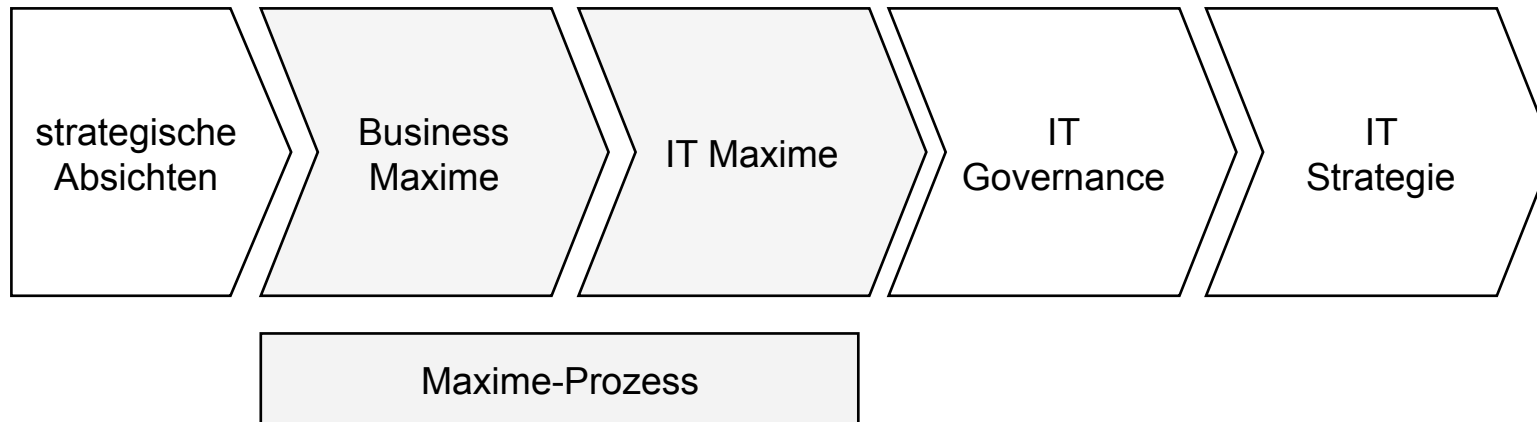 strategische
Absichten
Business
Maxime
IT Maxime
IT
Governance
IT
Strategie
Maxime-Prozess